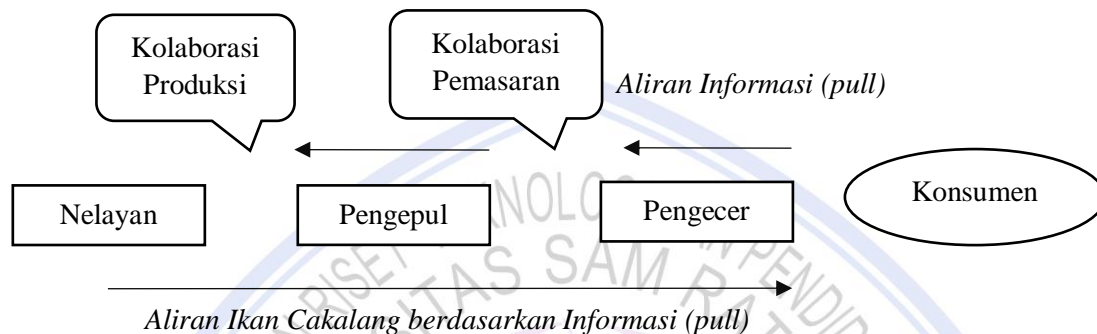 Kolaborasi
Produksi
Kolaborasi
Pemasaran
Aliran Informasi (pull)
Nelayan
Pengepul
Pengecer
Konsumen
Aliran Ikan Cakalang berdasarkan Informasi (pull)